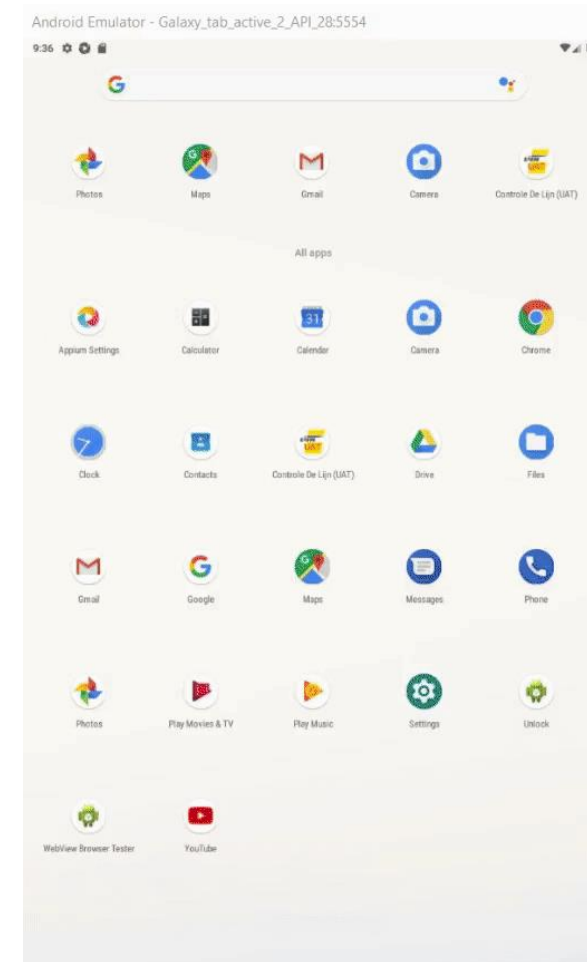 Android Emulator - Galaxy_tab_active_2_API_28:5554
9:36
Photos Maps Gmail Camera Controle De Lijn (UAT)
All apps
31
Appium Settings Calculator Calendar Camera Chrome
Clock Contacts Controle De Lijn (UAT) Drive Files
Gmail Google Maps Messages Phone
Photos Play Movies & TV Play Music Settings Unlock
WebView Browser Tester YouTube